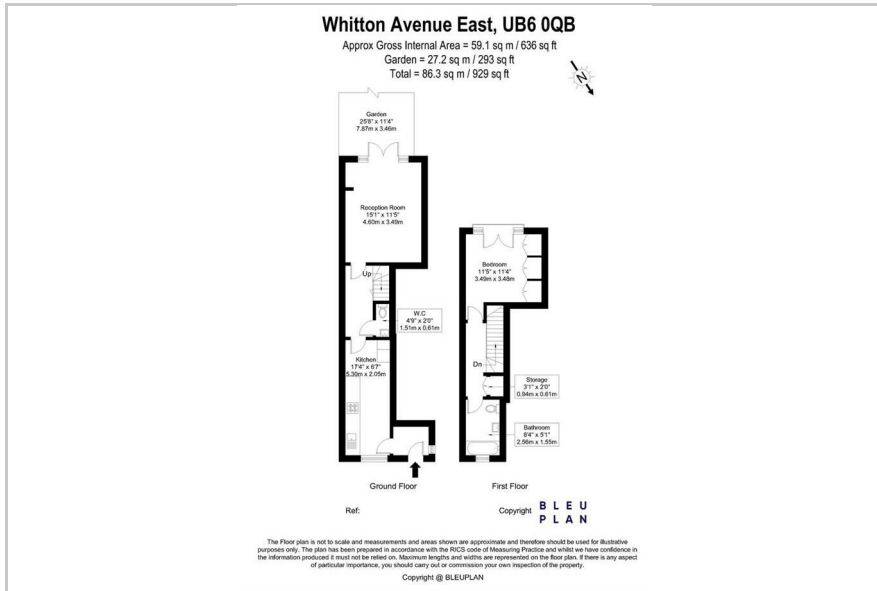 Whitton Avenue East, UB6 0QB
Approx Gross Internal Area = 59.1 sq m / 636 sq ft
Garden = 27.2 sq m / 293 sq ft
Total = 86.3 sq m / 929 sq ft
N
Garden
25'8" x 11'4"
7.87m x 3.46m
Reception Room
15'1" x 11'5"
4.60m x 3.49m
Up
W.C
4'9" x 2'0"
1.51m x 0.61m
Kitchen
17'4" x 6'7"
5.30m x 2.05m
Ground Floor
Bedroom
11'5" x 11'4"
3.49m x 3.48m
Dn
Storage
3'1" x 2'0"
0.94m x 0.61m
Bathroom
8'4" x 5'1"
2.56m x 1.55m
First Floor
Ref:
Copyright
BLEU
PLAN
The Floor plan is not to scale and measurements and areas shown are approximate and therefore should be used for illustrative
purposes only. The plan has been prepared in accordance with the RICS code of Measuring Practice and whilst we have confidence in
the information produced it must not be relied on. Maximum lengths and widths are represented on the floor plan. If there is any aspect
of particular importance, you should carry out or commission your own inspection of the property.
Copyright @ BLEUPLAN